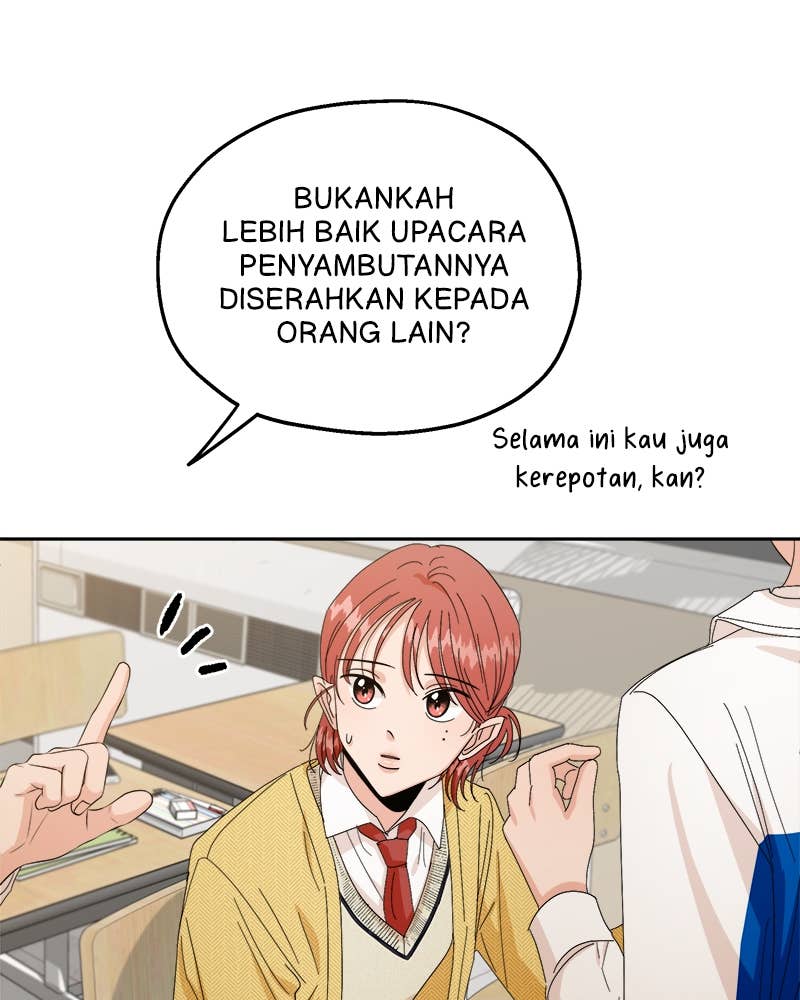 BUKANKAH
LEBIH BAIK UPACARA
PENYAMBUTANNYA
DISERAHKAN KEPADA
ORANG LAIN?
Selama ini kau juga
kerepotan, kan?